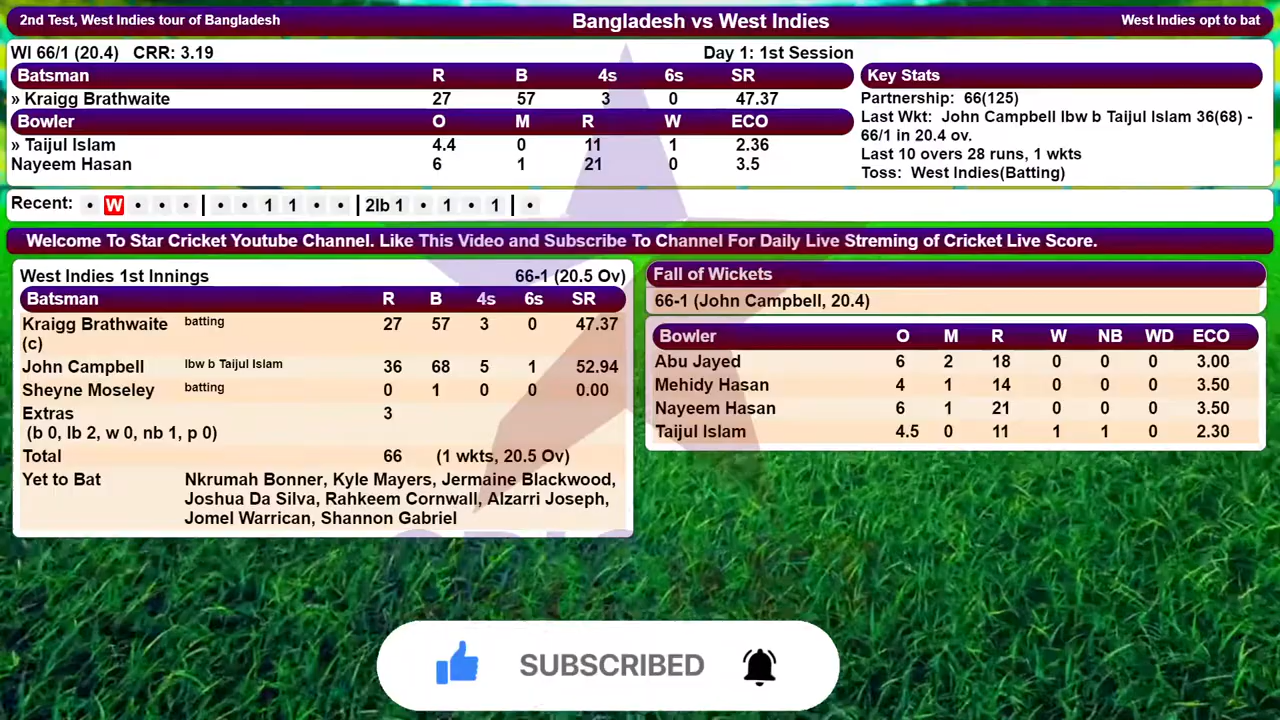 2nd Test, West Indies tour of Bangladesh Bangladesh vs West Indies West Indies opt to bat
WI 66/1 (20.4) CRR: 3.19 Day 1: 1st Session
Batsman R B 4s 6s SR
» Kraigg Brathwaite 27 57 3 0 47.37
Bowler O M R W ECO
» Taijul Islam 4.4 0 11 1 2.36
Nayeem Hasan 6 1 21 0 3.5
Key Stats
Partnership: 66(125)
Last Wkt: John Campbell lbw b Taijul Islam 36(68) -
66/1 in 20.4 ov.
Last 10 overs 28 runs, 1 wkts
Toss: West Indies(Batting)
Recent: • W • • • | • • 1 1 • • | 2lb 1 • 1 • 1 | •
Welcome To Star Cricket Youtube Channel. Like This Video and Subscribe To Channel For Daily Live Streming of Cricket Live Score.
West Indies 1st Innings 66-1 (20.5 Ov)
Batsman R B 4s 6s SR
Kraigg Brathwaite batting 27 57 3 0 47.37
(c)
John Campbell lbw b Taijul Islam 36 68 5 1 52.94
Sheyne Moseley batting 0 1 0 0 0.00
Extras 3
(b 0, lb 2, w 0, nb 1, p 0)
Total 66 (1 wkts, 20.5 Ov)
Yet to Bat Nkrumah Bonner, Kyle Mayers, Jermaine Blackwood,
Joshua Da Silva, Rahkeem Cornwall, Alzarri Joseph,
Jomel Warrican, Shannon Gabriel
Fall of Wickets
66-1 (John Campbell, 20.4)
Bowler O M R W NB WD ECO
Abu Jayed 6 2 18 0 0 0 3.00
Mehidy Hasan 4 1 14 0 0 0 3.50
Nayeem Hasan 6 1 21 0 0 0 3.50
Taijul Islam 4.5 0 11 1 1 0 2.30
SUBSCRIBED